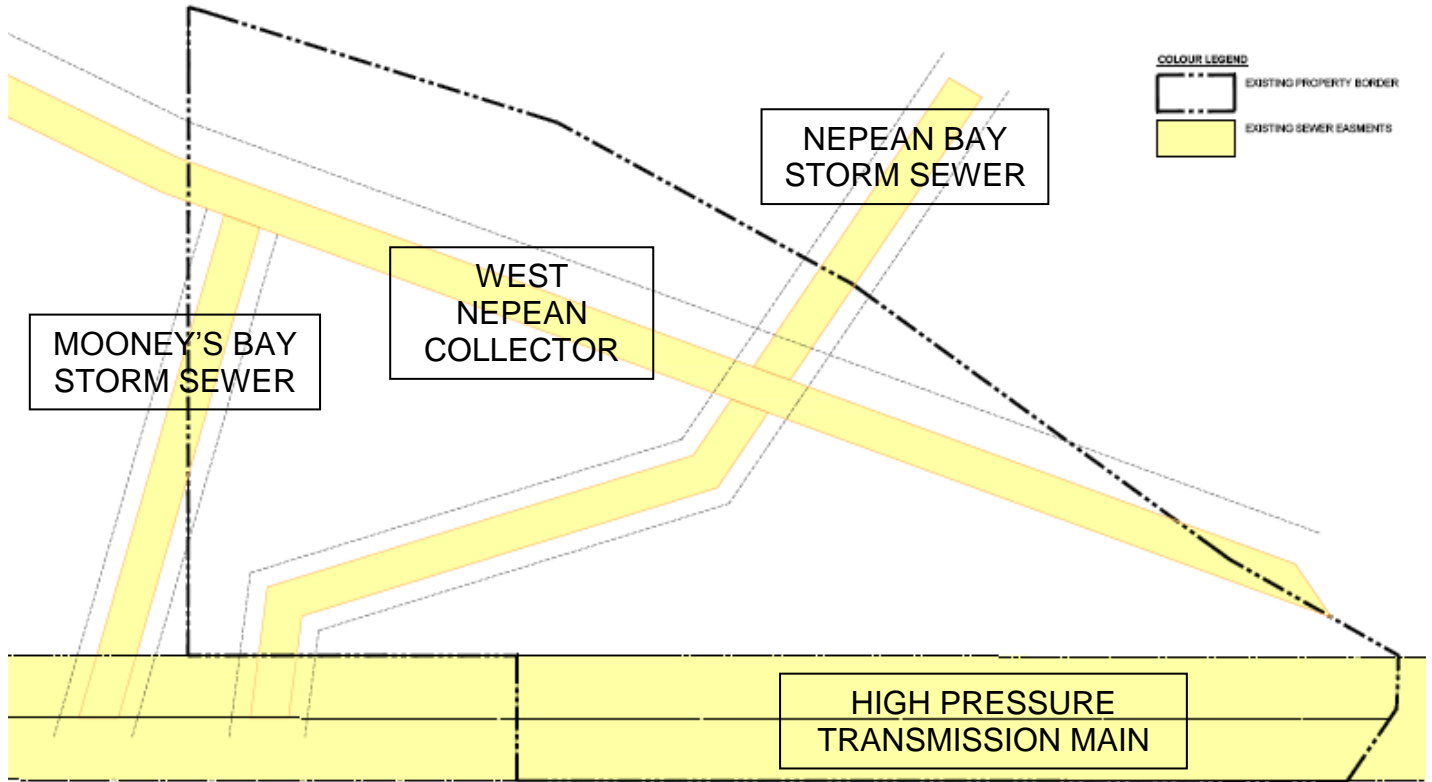 COLOUR LEGEND
EXISTING PROPERTY BORDER
EXISTING SEWER EASMENTS
NEPEAN BAY
STORM SEWER
WEST
NEPEAN
COLLECTOR
MOONEY'S BAY
STORM SEWER
HIGH PRESSURE
TRANSMISSION MAIN